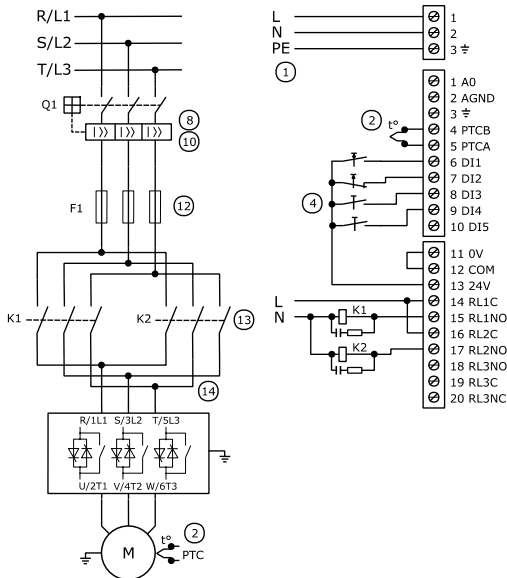 R/L1
S/L2
T/L3
Q1
I>> I>> I>>
8
10
F1
12
K1
K2
13
14
R/1L1 S/3L2 T/5L3
U/2T1 V/4T2 W/6T3
M
2
t°
PTC
L
N
PE
1
1
2
3
2
t°
4
1 A0
2 AGND
3
4 PTCB
5 PTCA
6 DI1
7 DI2
8 DI3
9 DI4
10 DI5
11 0V
12 COM
13 24V
14 RL1C
15 RL1NO
16 RL2C
17 RL2NO
18 RL3NO
19 RL3C
20 RL3NC
L
N
K1
K2